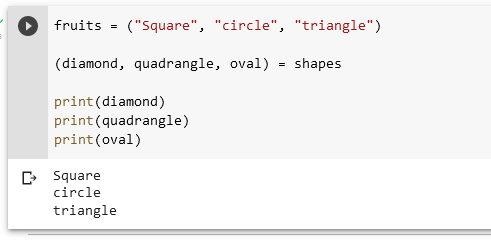 fruits = ("Square", "circle", "triangle")
(diamond, quadrangle, oval) = shapes
print(diamond)
print(quadrangle)
print(oval)
Square
circle
triangle